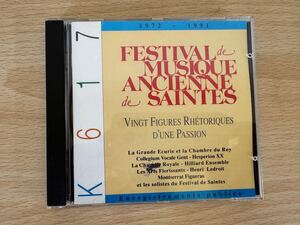 1972 - 1991
FESTIVAL de
MUSIQUE
ANCIENNE
de SAINTES
VINGT FIGURES RHÉTORIQUES
D'UNE PASSION
La Grande Ecurie et la Chambre du Roy
Collegium Vocale Gent - Hesperion XX
La Chapelle Royale - Hilliard Ensemble
Les Arts Florissants - Henri Ledroit
Montserrat Figueras
et les solistes du Festival de Saintes
Enregistrements publics
K617